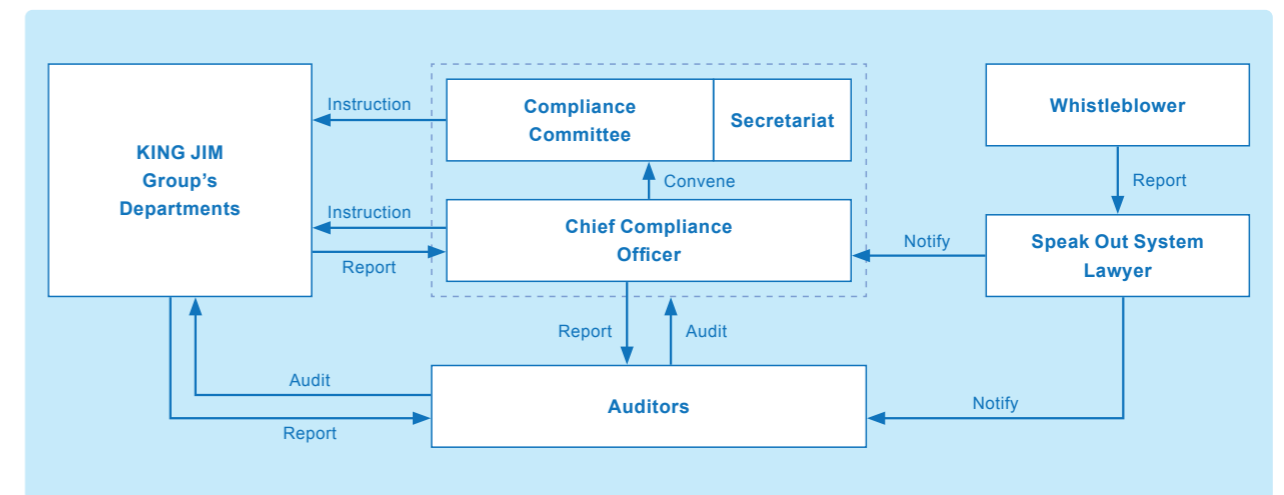 KING JIM
Group's
Departments
Instruction
Compliance
Committee
Secretariat
Whistleblower
Convene
Report
Instruction
Report
Chief Compliance
Officer
Notify
Speak Out System
Lawyer
Report
Audit
Audit
Report
Auditors
Notify